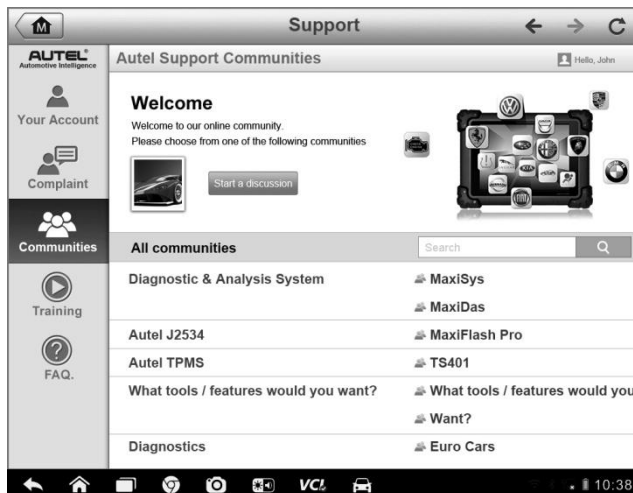 M
Support
AUTEL®
Automotive Intelligence
Autel Support Communities
Hello, John
Your Account
Complaint
Communities
Training
FAQ.
Welcome
Welcome to our online community.
Please choose from one of the following communities
Start a discussion
All communities
Search
Diagnostic & Analysis System
MaxiSys
MaxiDas
Autel J2534
MaxiFlash Pro
Autel TPMS
TS401
What tools / features would you want?
What tools / features would you
Want?
Diagnostics
Euro Cars
VCI
10:38